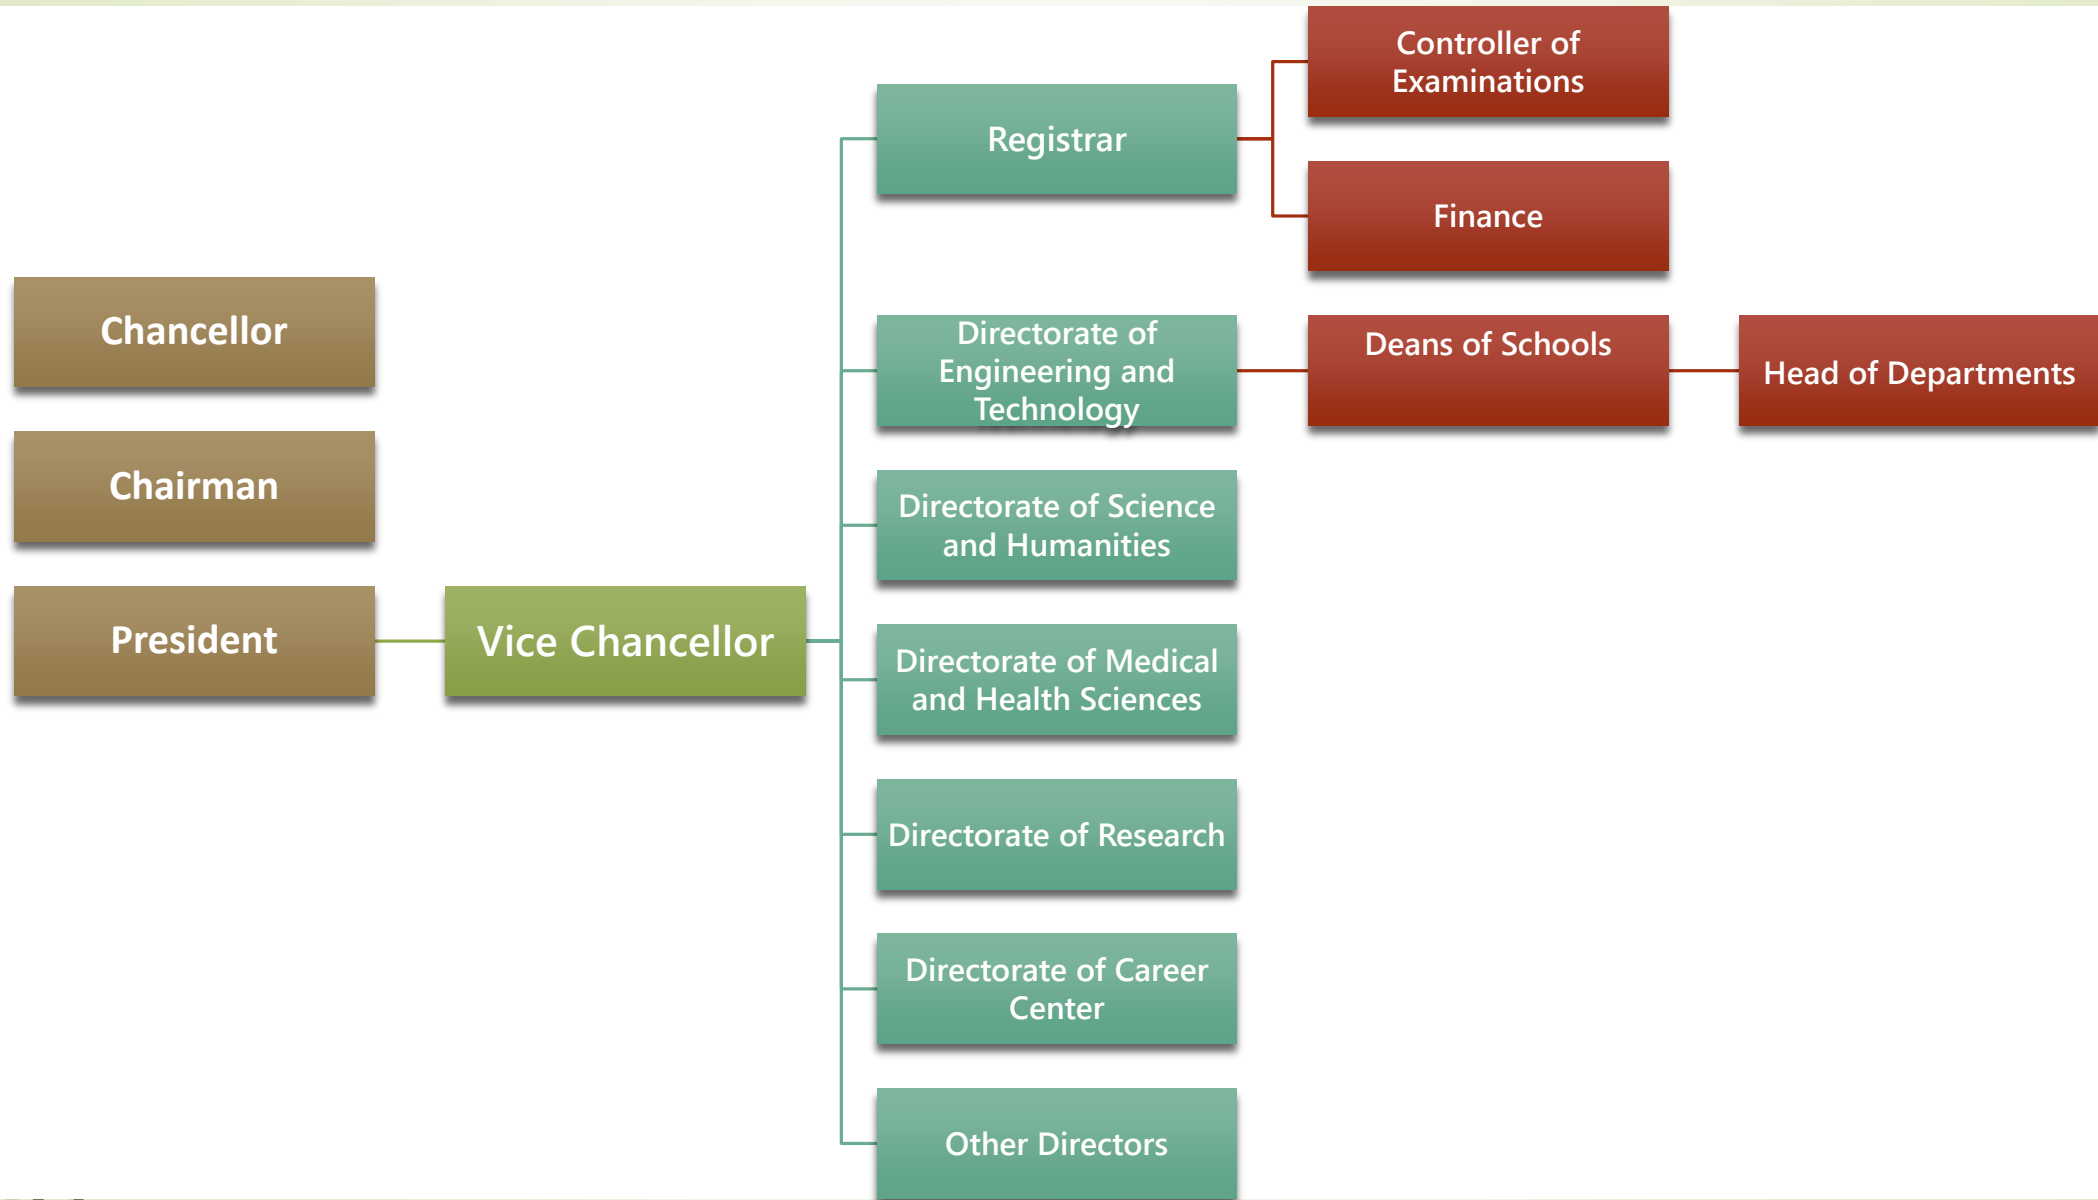 Chancellor
Chairman
President
Vice Chancellor
Registrar
Controller of
Examinations
Finance
Directorate of
Engineering and
Technology
Deans of Schools
Head of Departments
Directorate of Science
and Humanities
Directorate of Medical
and Health Sciences
Directorate of Research
Directorate of Career
Center
Other Directors